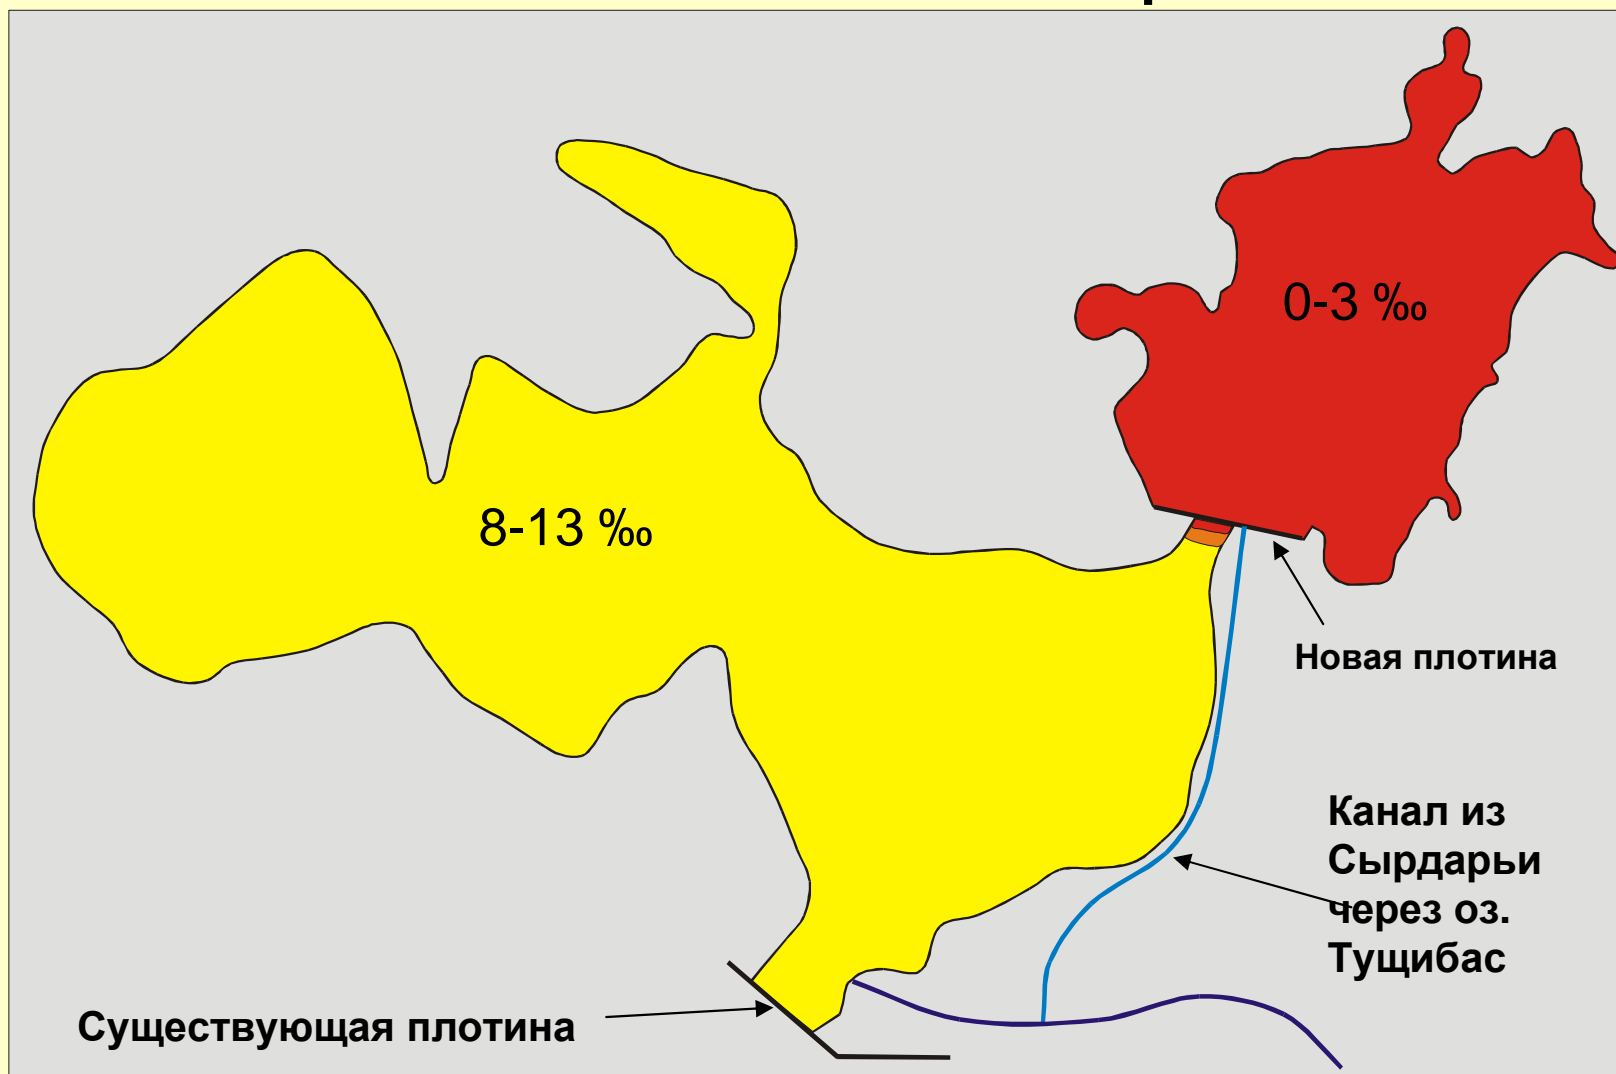 0-3 ‰
8-13 ‰
Новая плотина
Канал из
Сырдарьи
через оз.
Тущибас
Существующая плотина